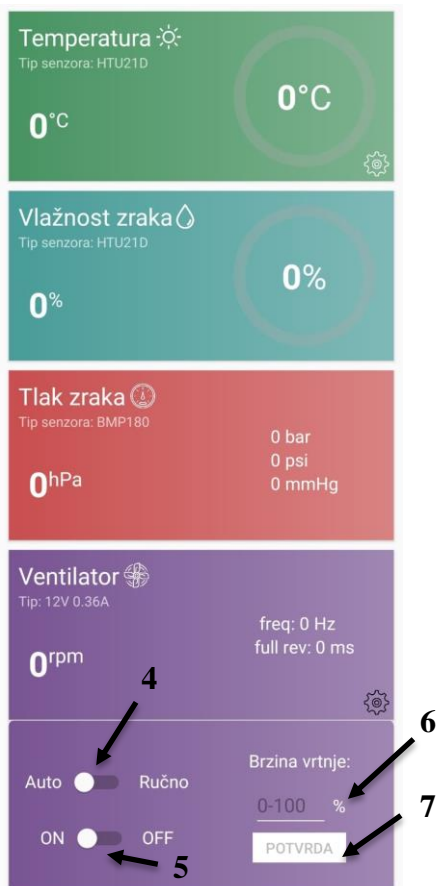 Temperatura
Tip senzora: HTU21D
0°C
0°C
Vlažnost zraka
Tip senzora: HTU21D
0%
0%
Tlak zraka
Tip senzora: BMP180
0hPa
0 bar
0 psi
0 mmHg
Ventilator
Tip: 12V 0.36A
0rpm
freq: 0 Hz
full rev: 0 ms
4
6
Brzina vrtnje:
Auto Ručno
0-100 %
7
ON OFF
POTVRDA
5